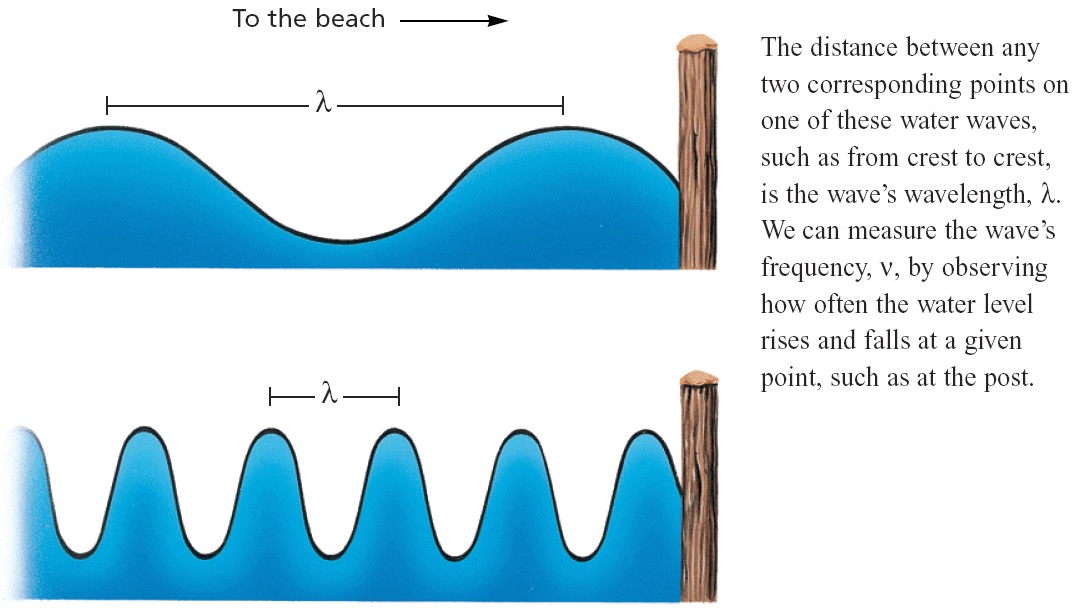 To the beach
λ
λ
The distance between any
two corresponding points on
one of these water waves,
such as from crest to crest,
is the wave’s wavelength, λ.
We can measure the wave’s
frequency, ν, by observing
how often the water level
rises and falls at a given
point, such as at the post.